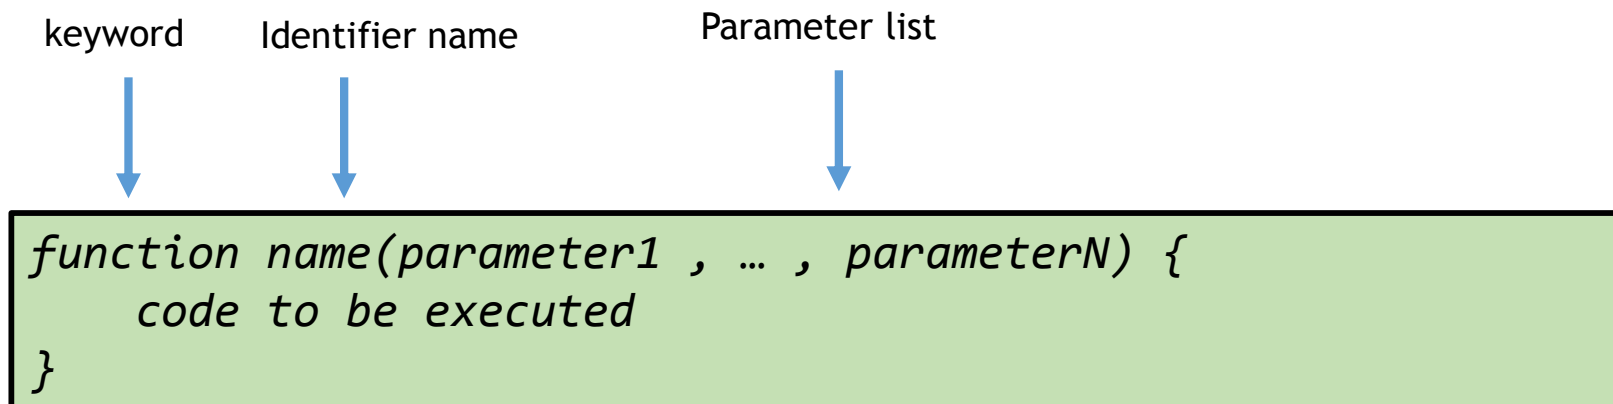 keyword Identifier name Parameter list
function name(parameter1 , … , parameterN) {
code to be executed
}